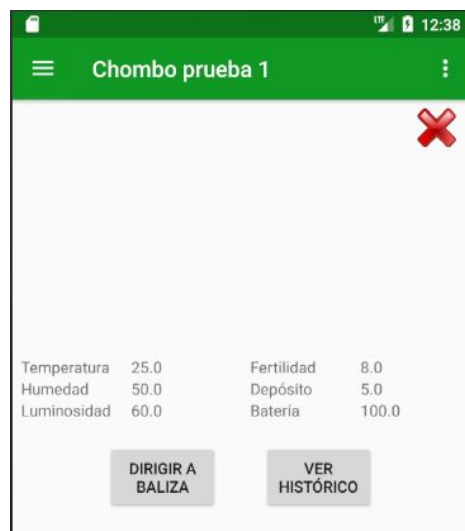 LTE 12:38
Chombo prueba 1
Temperatura 25.0 Fertilidad 8.0
Humedad 50.0 Depósito 5.0
Luminosidad 60.0 Batería 100.0
DIRIGIR A
BALIZA
VER
HISTÓRICO